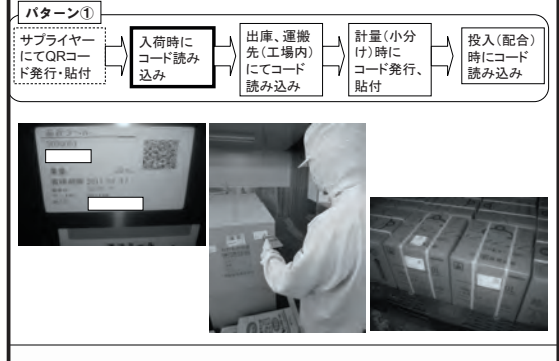 パターン①
サプライヤー
にてQRコー
ド発行・貼付
入荷時に
コード読み
込み
出庫、運搬
先(工場内)
にてコード
読み込み
計量(小分
け)時に
コード発行、
貼付
投入(配合)
時にコード
読み込み